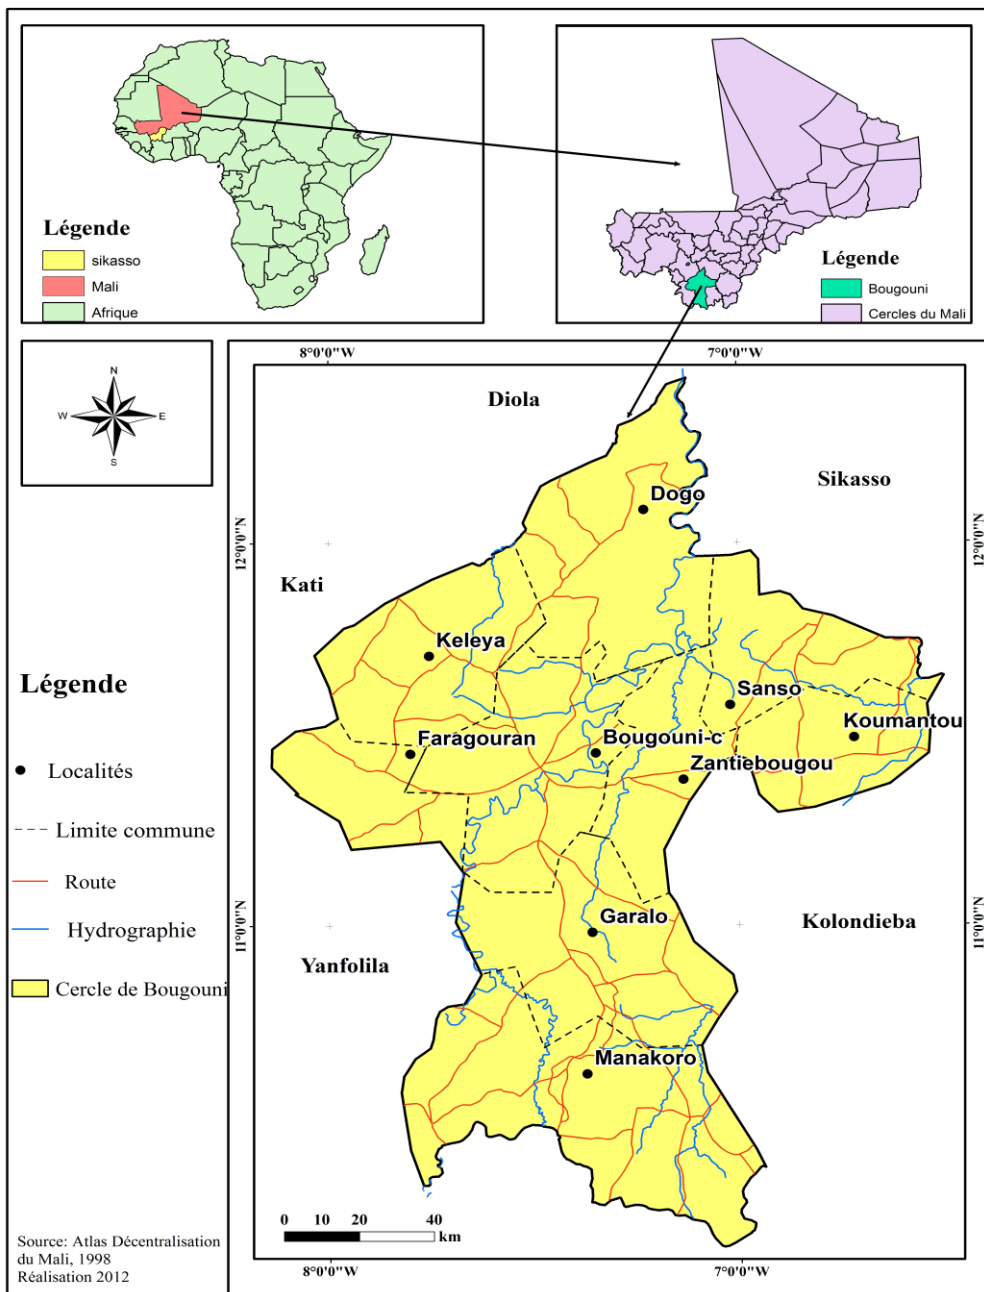 Légende
sikasso
Mali
Afrique
Légende
Bougouni
Cercles du Mali
N
W
E
S
8°0'0"W
7°0'0"W
Diola
Sikasso
Dogo
12°0'0"N
12°0'0"N
Kati
Keleya
Sanso
Koumantou
Faragouran
Bougouni-c
Zantiebougou
Légende
Localités
Limite commune
Route
Hydrographie
Cercle de Bougouni
11°0'0"N
11°0'0"N
Garalo
Kolondieba
Yanfolila
Manakoro
0 10 20 40
km
Source: Atlas Décentralisation
du Mali, 1998
Réalisation 2012
8°0'0"W
7°0'0"W